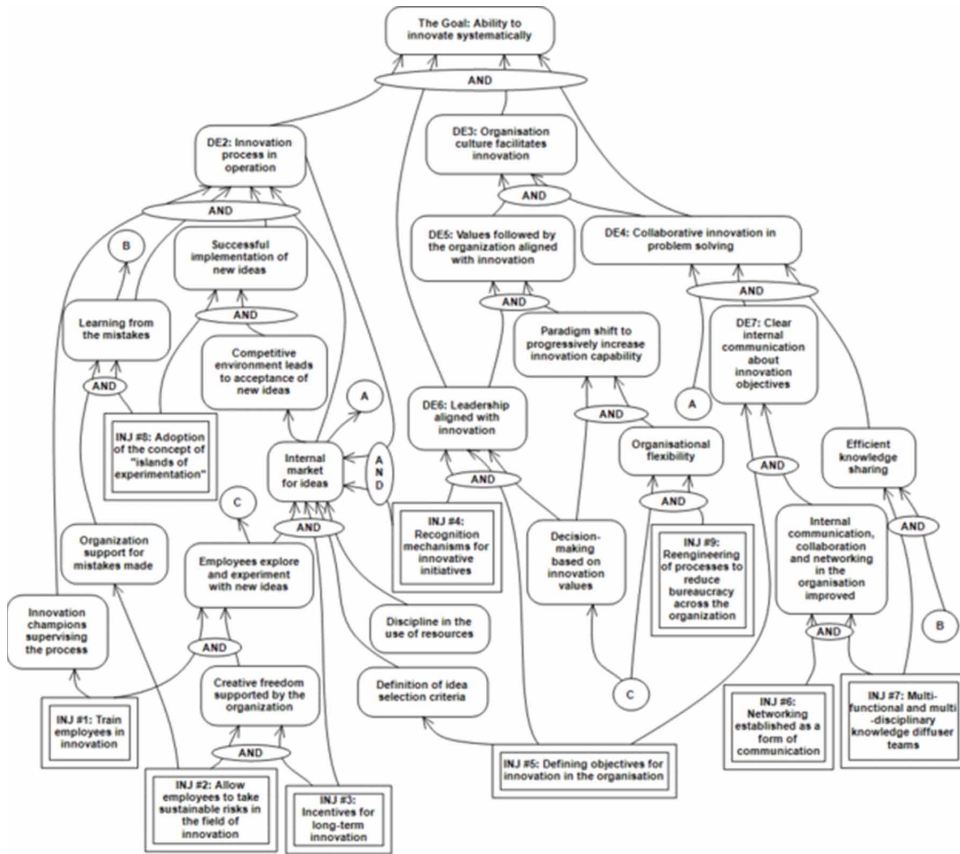 The Goal: Ability to
innovate systematically
AND
DE2: Innovation
process in
operation
DE3: Organisation
culture facilitates
innovation
AND
AND
B
Successful
implementation of
new ideas
DE5: Values followed by
the organization aligned
with innovation
DE4: Collaborative innovation in
problem solving
AND
AND
AND
Learning from
the mistakes
Paradigm shift to
progressively increase
innovation capability
DE7: Clear
internal
communication
about
innovation
objectives
Competitive
environment leads
to acceptance of
new ideas
AND
A
A
DE6: Leadership
aligned with
innovation
AND
INJ #8: Adoption
of the concept of
"islands of
experimentation"
Internal
market
for ideas
A
N
D
Organisational
flexibility
Efficient
knowledge
sharing
AND
AND
C
AND
AND
AND
Organization
support for
mistakes made
Employees explore
and experiment
with new ideas
INJ #4:
Recognition
mechanisms for
innovative
initiatives
Decision-
making
based on
innovation
values
INJ #9:
Reengineering
of processes to
reduce
bureaucracy
across the
organization
Internal
communication,
collaboration
and networking
in the
organisation
improved
Innovation
champions
supervising
the process
Discipline in the
use of resources
B
AND
AND
Creative freedom
supported by the
organization
Definition of idea
selection criteria
C
INJ #1: Train
employees in
innovation
INJ #6:
Networking
established as a
form of
communication
INJ #7: Multi-
functional and multi
-disciplinary
knowledge diffuser
teams
AND
INJ #5: Defining objectives for
innovation in the organisation
INJ #2: Allow
employees to take
sustainable risks in
the field of
innovation
INJ #3:
Incentives for
long-term
innovation